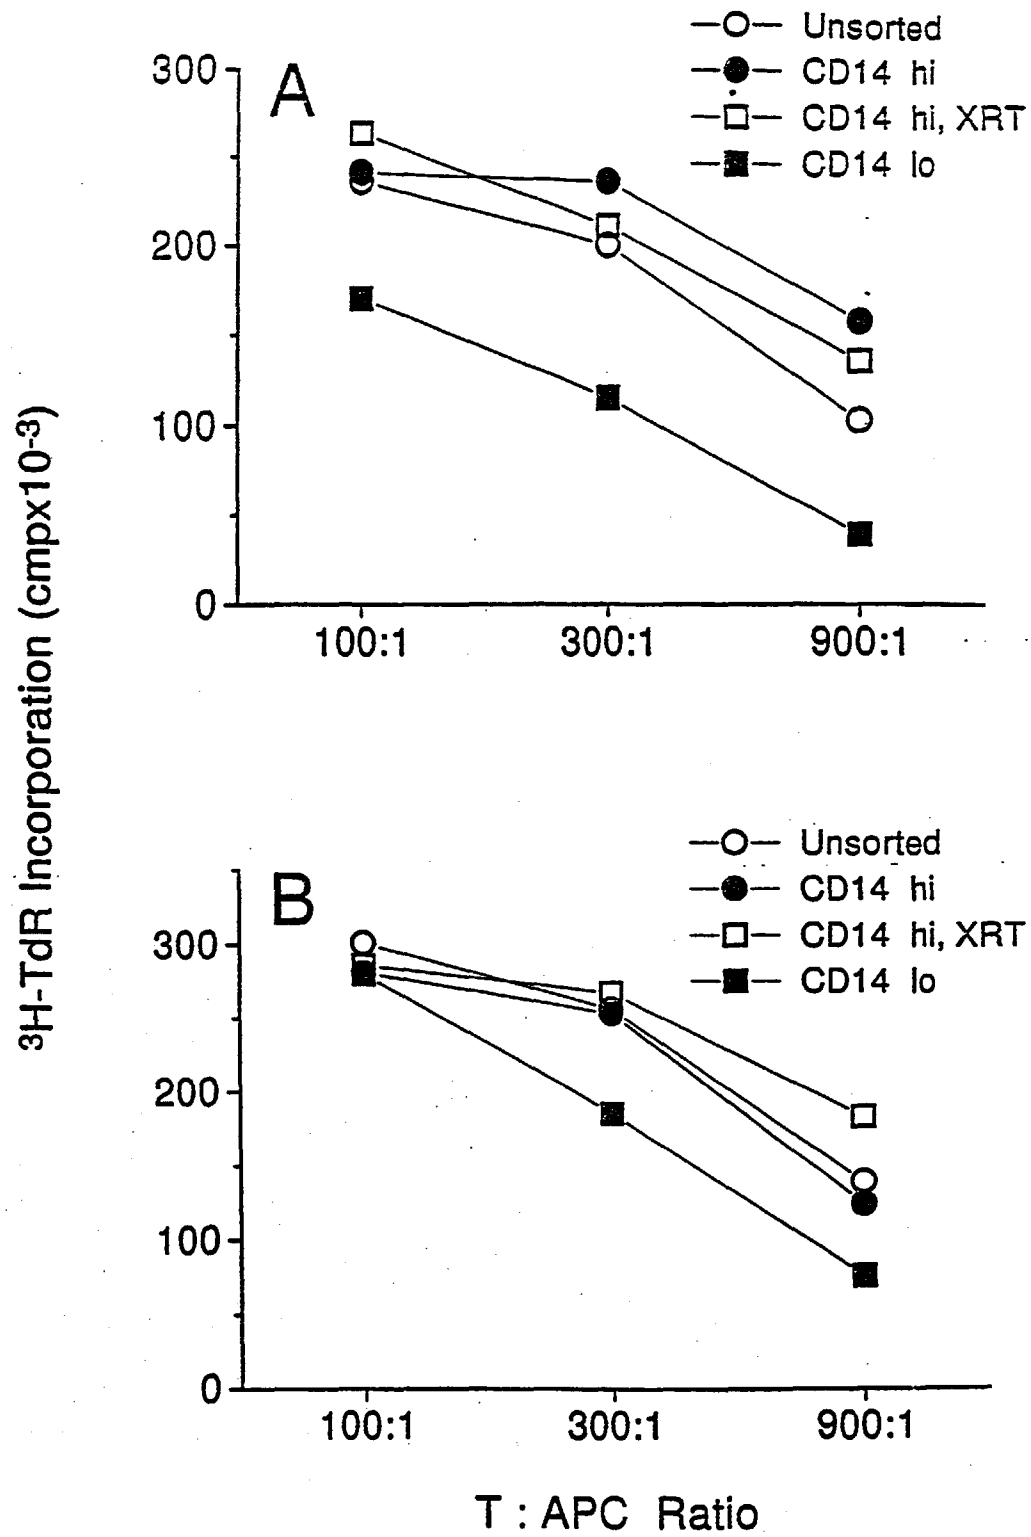 Unsorted
CD14 hi
CD14 hi, XRT
CD14 lo
A
300
200
100
0
100:1 300:1 900:1
³H-TdR Incorporation (cmpx10⁻³)
Unsorted
CD14 hi
CD14 hi, XRT
CD14 lo
B
300
200
100
0
100:1 300:1 900:1
T : APC Ratio